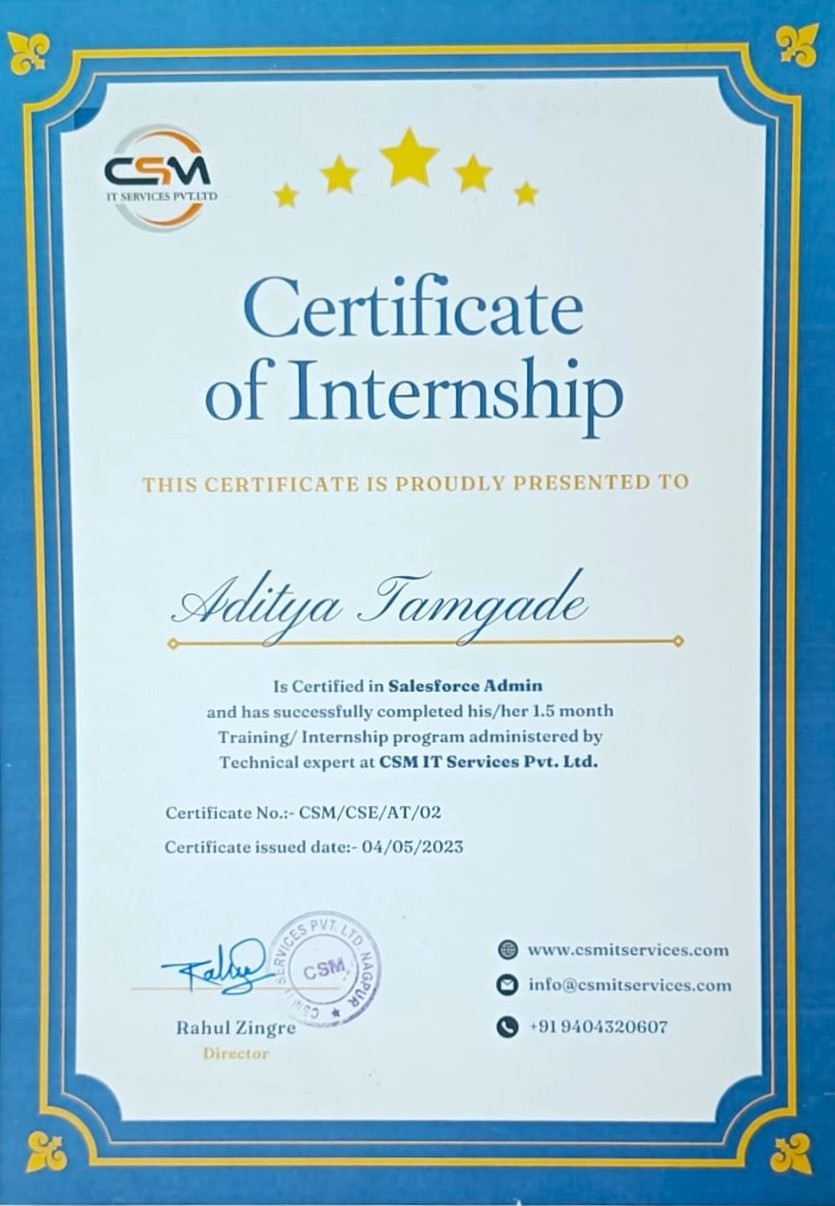 CSM
IT SERVICES PVT.LTD
Certificate
of Internship
THIS CERTIFICATE IS PROUDLY PRESENTED TO
Aditya Tamgade
Is Certified in Salesforce Admin
and has successfully completed his/her 1.5 month
Training/ Internship program administered by
Technical expert at CSM IT Services Pvt. Ltd.
Certificate No.:- CSM/CSE/AT/02
Certificate issued date:- 04/05/2023
CSM IT SERVICES PVT. LTD. NAGPUR
CSM
Rahul Zingre
Director
www.csmitservices.com
info@csmitservices.com
+91 9404320607